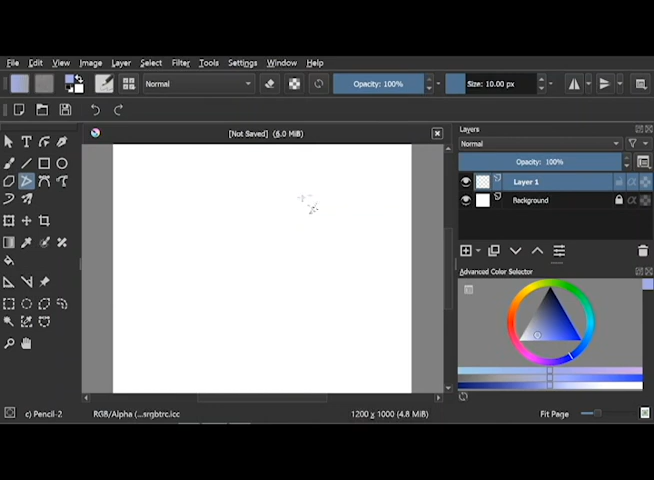 File Edit View Image Layer Select Filter Tools Settings Window Help
Normal Opacity: 100% Size: 10.00 px
[Not Saved] (6.0 MiB)
Layers
Normal
Opacity: 100%
Layer 1
Background
Advanced Color Selector
c) Pencil-2 RGB/Alpha (...srgbtrc.icc 1200 x 1000 (4.8 MiB) Fit Page